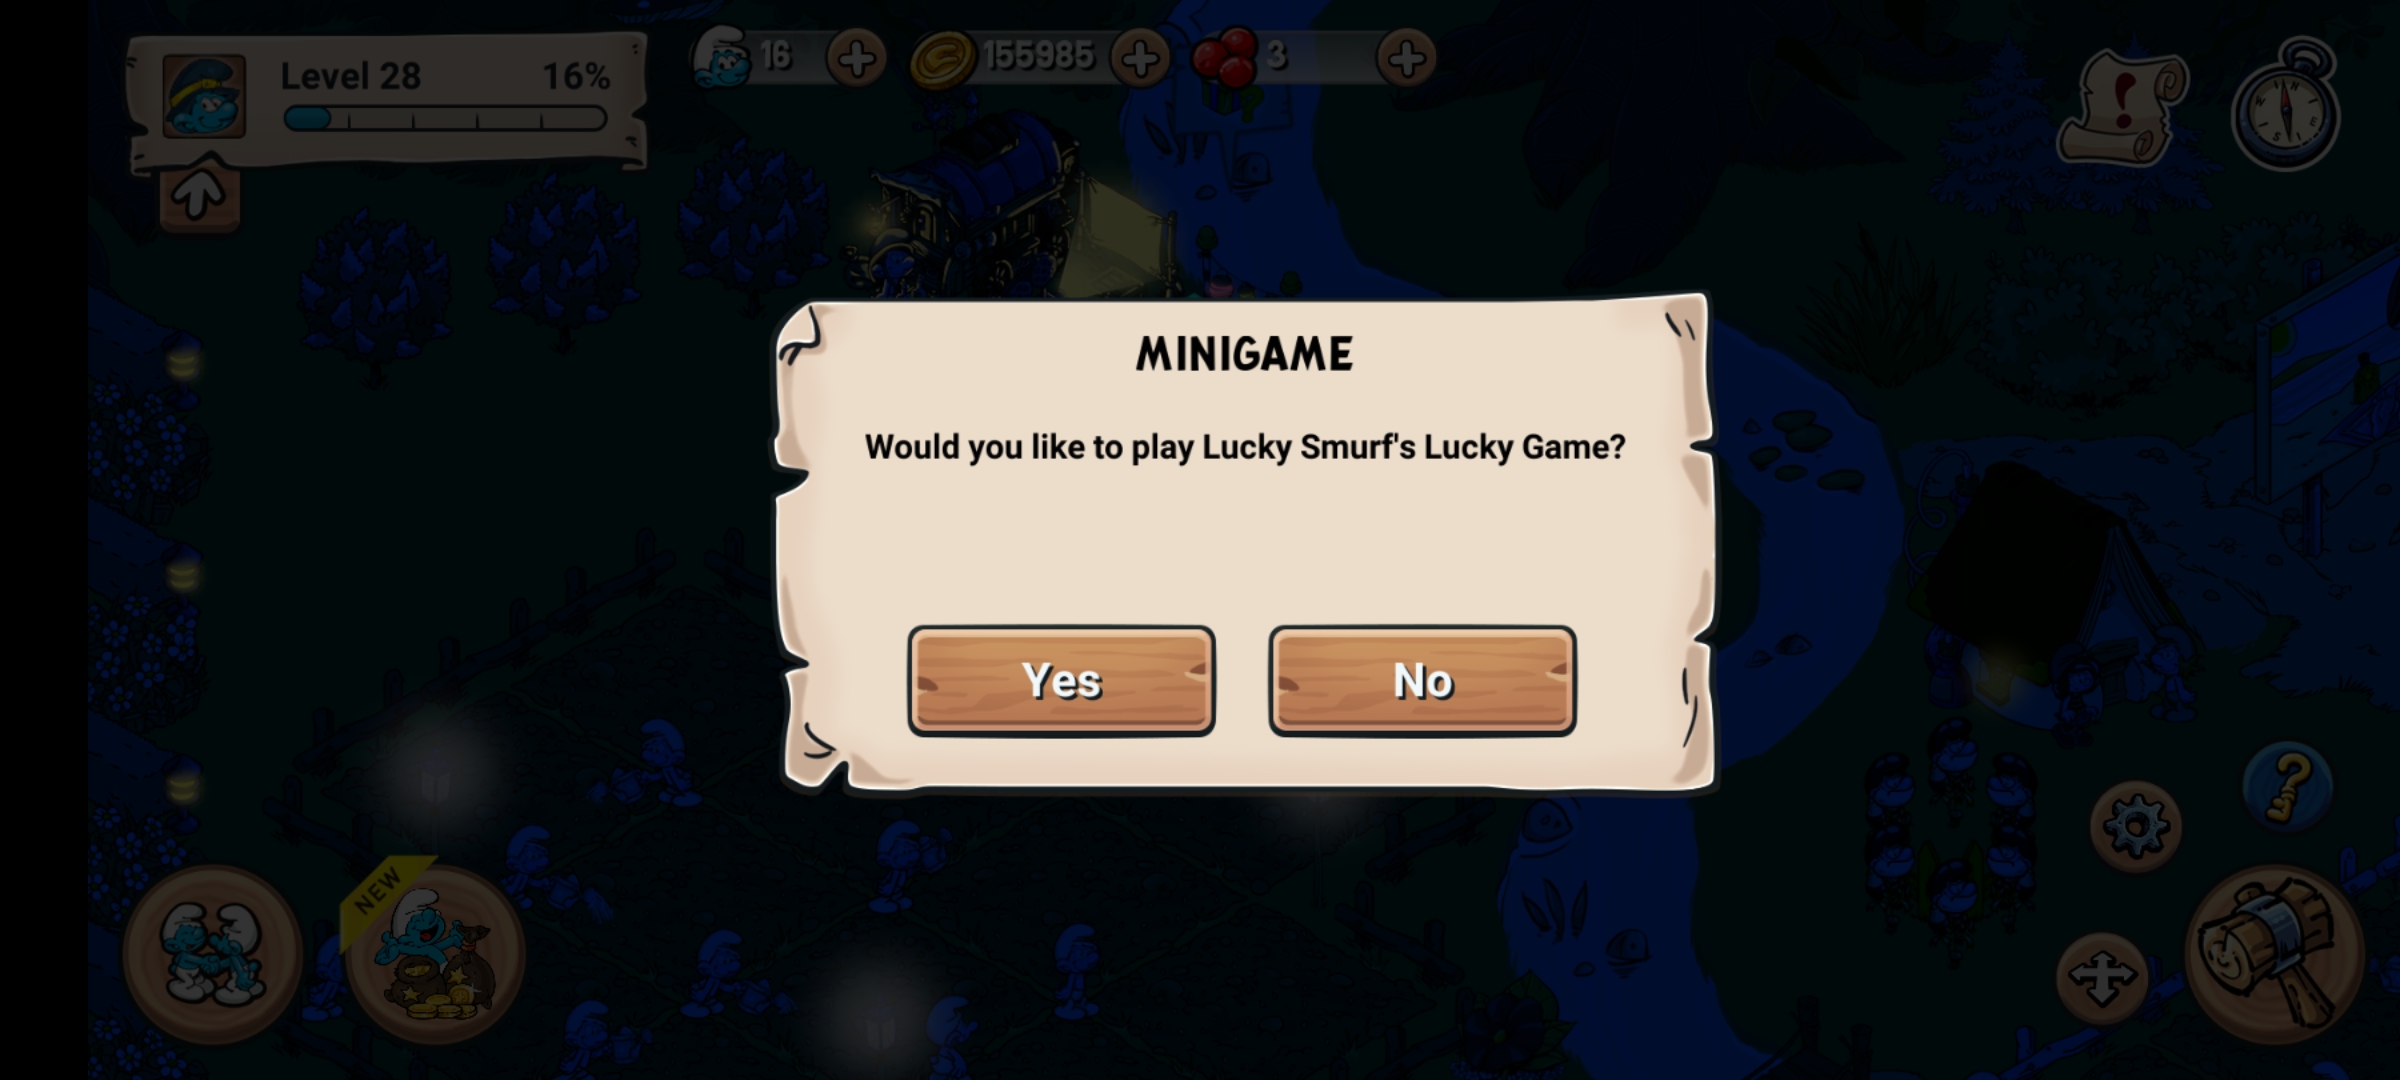 Level 28 16%
16
155985
3
MINIGAME
Would you like to play Lucky Smurf's Lucky Game?
Yes
No
NEW